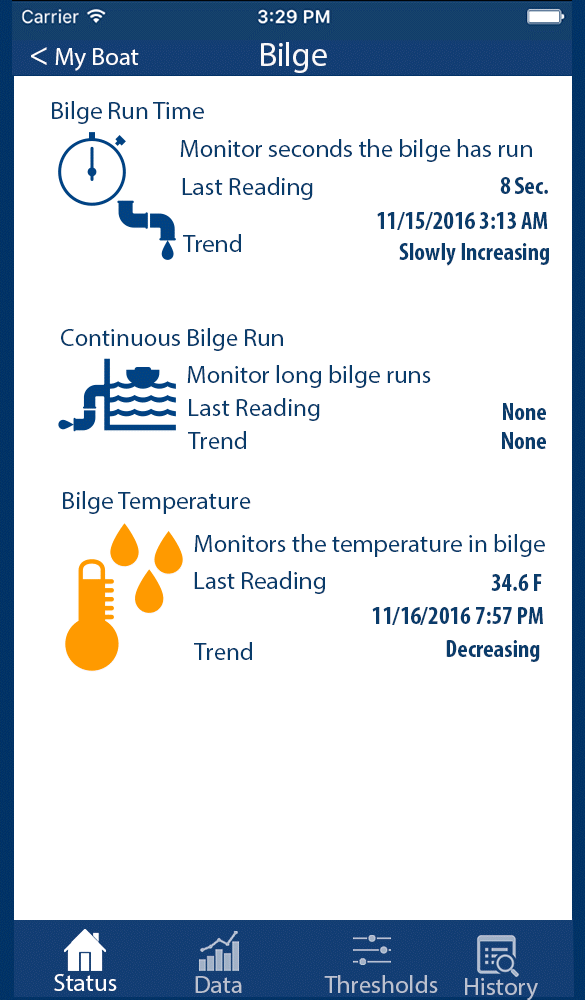 Carrier 3:29 PM
< My Boat Bilge
Bilge Run Time
Monitor seconds the bilge has run
Last Reading 8 Sec.
11/15/2016 3:13 AM
Trend Slowly Increasing
Continuous Bilge Run
Monitor long bilge runs
Last Reading None
Trend None
Bilge Temperature
Monitors the temperature in bilge
Last Reading 34.6 F
11/16/2016 7:57 PM
Trend Decreasing
Status Data Thresholds History